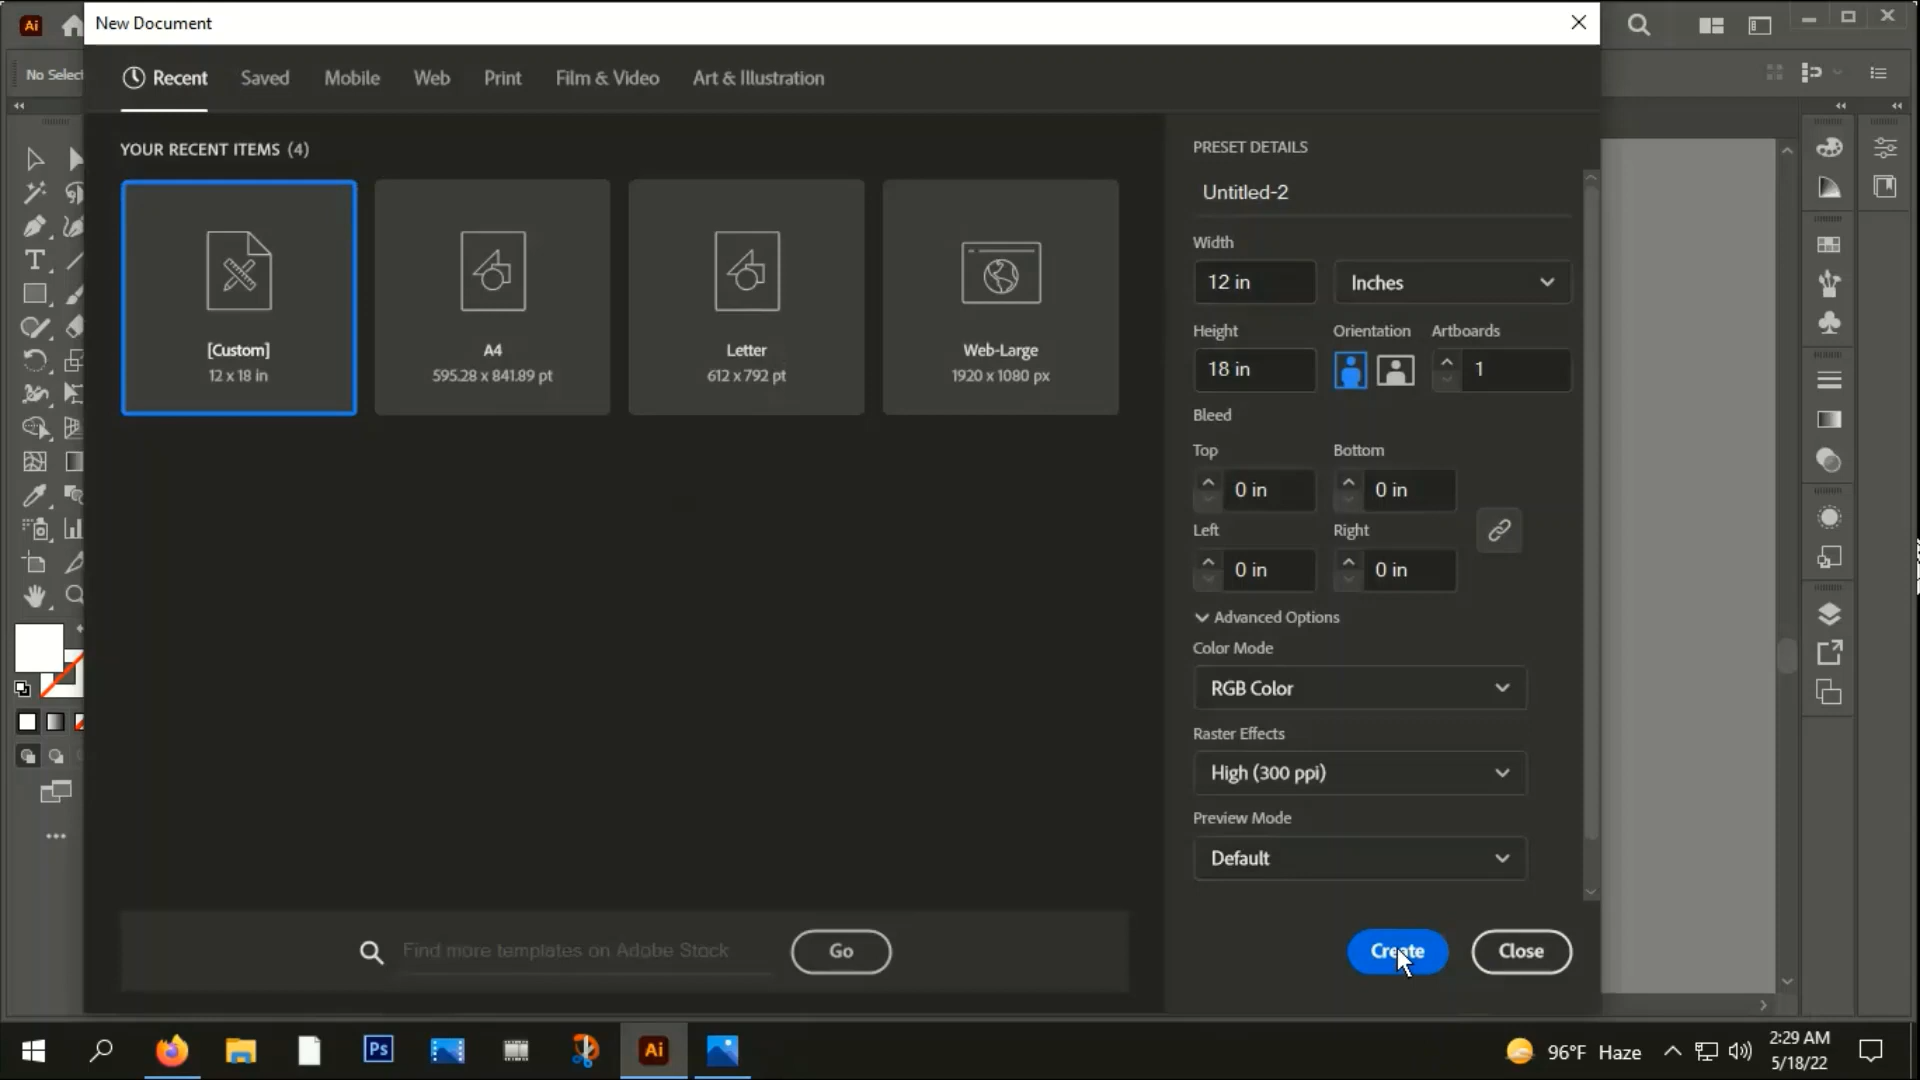 Ai
New Document
No Select
Recent
Saved
Mobile
Web
Print
Film & Video
Art & Illustration
YOUR RECENT ITEMS (4)
[Custom]
12 x 18 in
A4
595.28 x 841.89 pt
Letter
612 x 792 pt
Web-Large
1920 x 1080 px
PRESET DETAILS
Untitled-2
Width
12 in
Inches
Height
Orientation
Artboards
18 in
1
Bleed
Top
Bottom
0 in
0 in
Left
Right
0 in
0 in
Advanced Options
Color Mode
RGB Color
Raster Effects
High (300 ppi)
Preview Mode
Default
Find more templates on Adobe Stock
Go
Create
Close
Ps
Ai
96°F Haze
2:29 AM
5/18/22